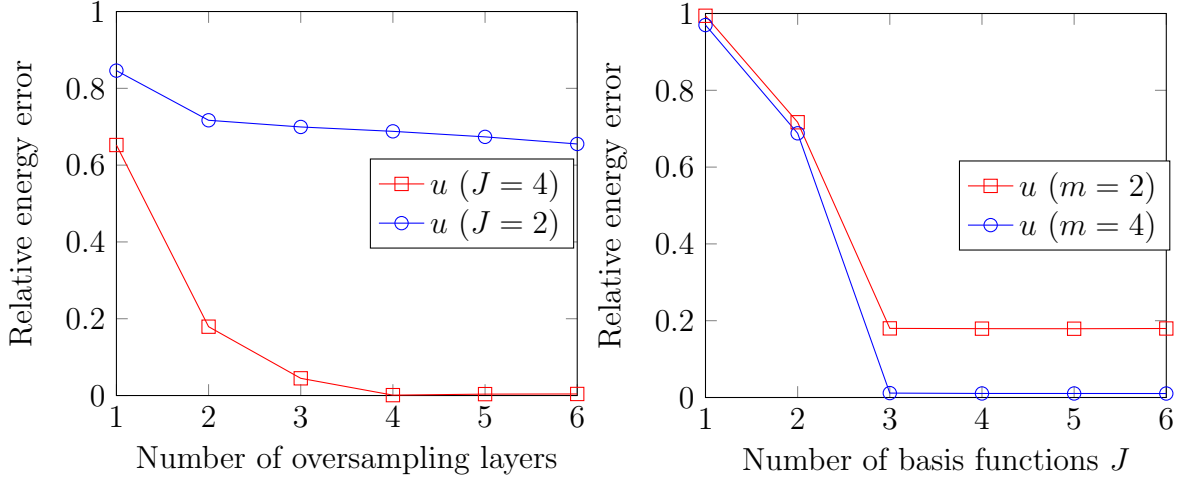 Relative energy error
1
0.8
0.6
0.4
0.2
0
1 2 3 4 5 6
Number of oversampling layers
u (J = 4)
u (J = 2)
Relative energy error
1
0.8
0.6
0.4
0.2
0
1 2 3 4 5 6
Number of basis functions J
u (m = 2)
u (m = 4)